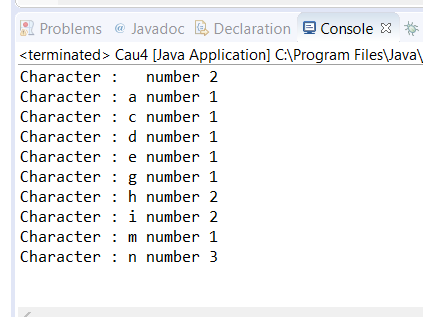 Problems @ Javadoc Declaration Console
<terminated> Cau4 [Java Application] C:\Program Files\Java\
Character :   number 2
Character : a number 1
Character : c number 1
Character : d number 1
Character : e number 1
Character : g number 1
Character : h number 2
Character : i number 2
Character : m number 1
Character : n number 3